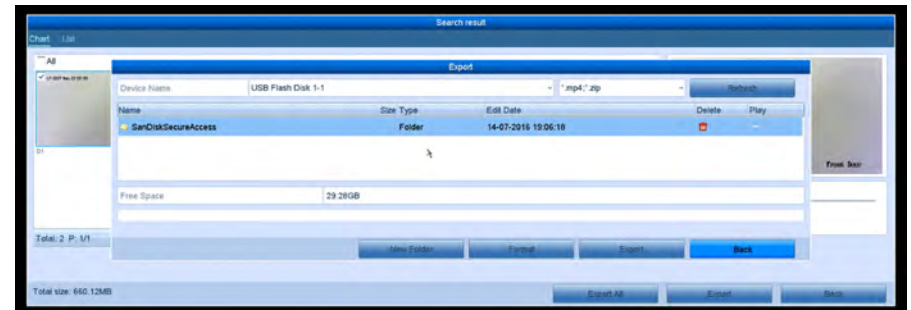 Search result
Chart List
All
Export
Device Name USB Flash Disk 1-1 *.mp4;*.zip Refresh
Name Size Type Edit Date Delete Play
SanDiskSecureAccess Folder 14-07-2016 19:06:18
D1
Front Door
Free Space 29.28GB
Total: 2 P: 1/1
New Folder Format Export Back
Total size: 660.12MB Export All Export Back